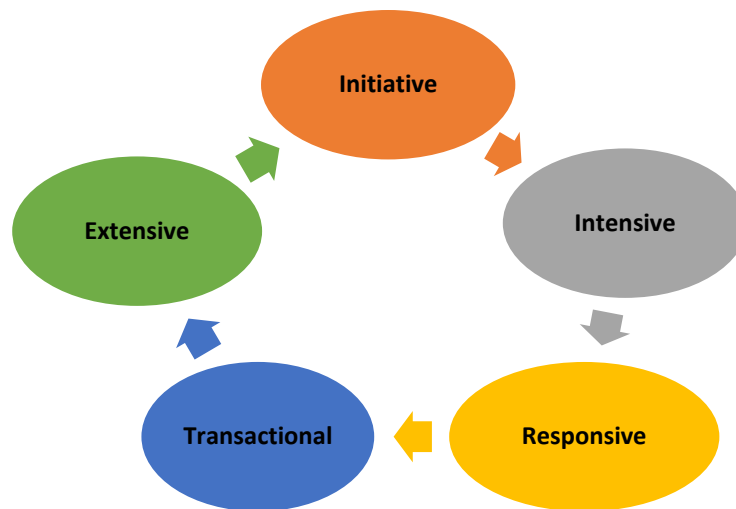 Initiative
Intensive
Responsive
Transactional
Extensive